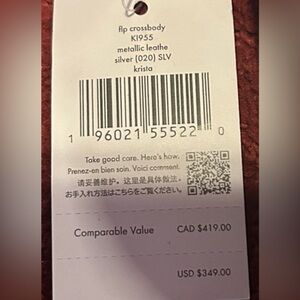 flp crossbody
KI955
metallic leathe
silver (020) SLV
krista
1 96021 55522 0
Take good care. Here's how.
Prenez-en bien soin. Voici comment.
请妥善维护。这里是具体做法。
お手入れ方法はこちらをご覧ください。
Comparable Value CAD $419.00
USD $349.00